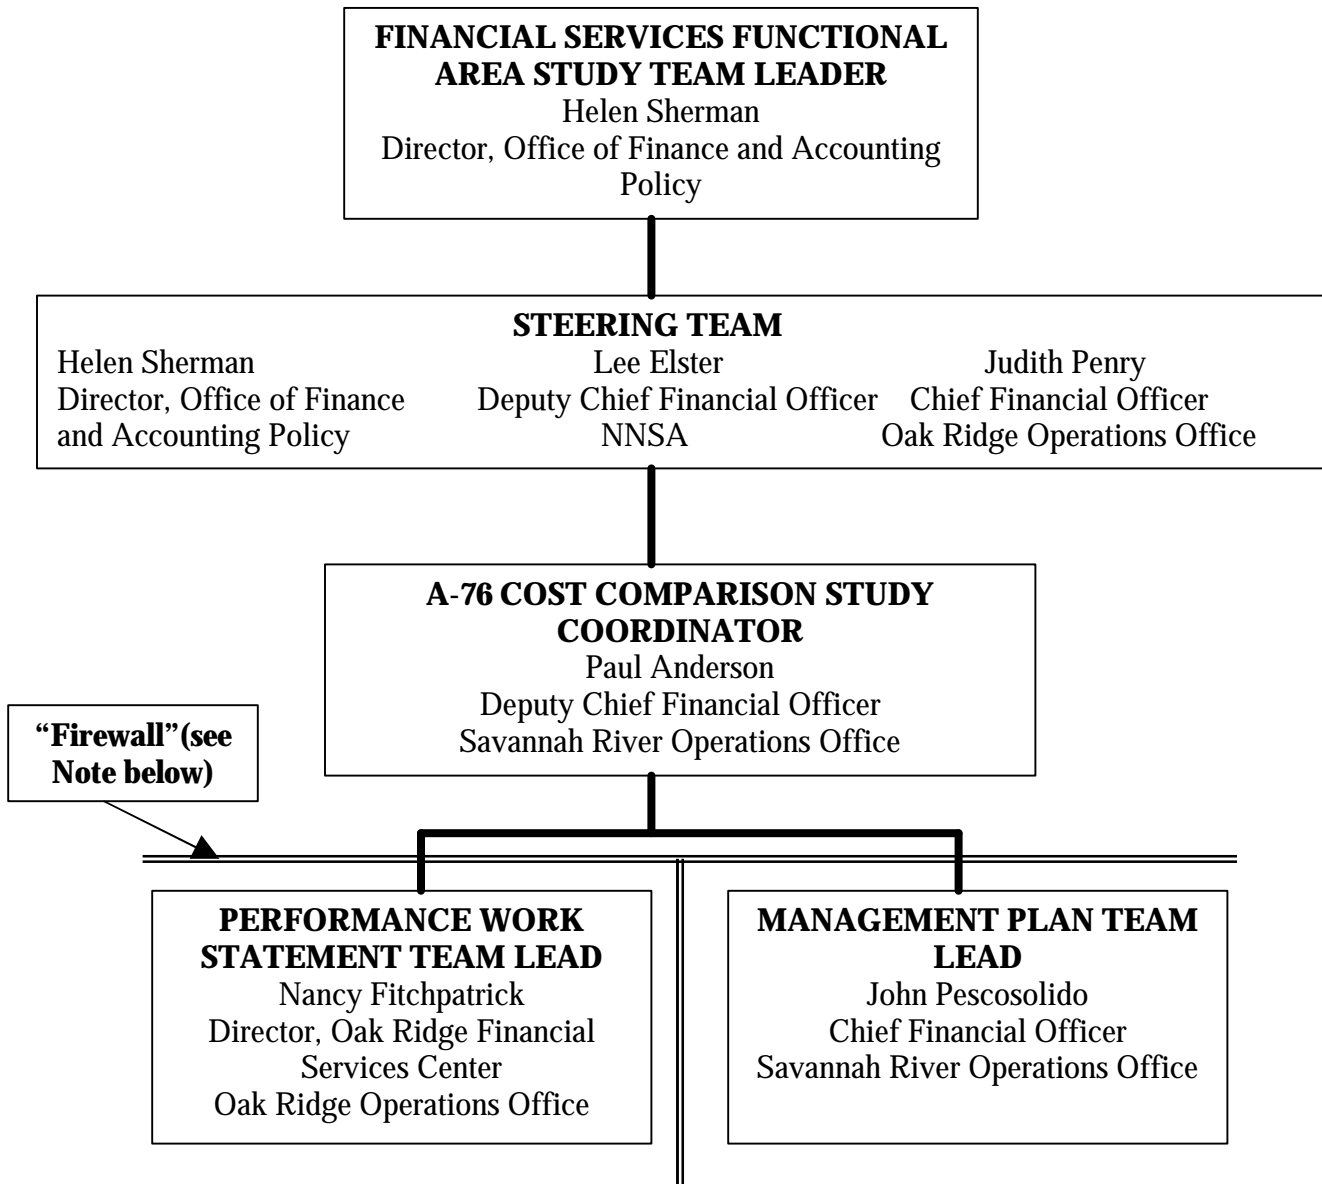 FINANCIAL SERVICES FUNCTIONAL
AREA STUDY TEAM LEADER
Helen Sherman
Director, Office of Finance and Accounting
Policy
STEERING TEAM
Helen Sherman Lee Elster Judith Penry
Director, Office of Finance Deputy Chief Financial Officer Chief Financial Officer
and Accounting Policy NNSA Oak Ridge Operations Office
A-76 COST COMPARISON STUDY
COORDINATOR
Paul Anderson
Deputy Chief Financial Officer
Savannah River Operations Office
“Firewall”(see
Note below)
PERFORMANCE WORK
STATEMENT TEAM LEAD
Nancy Fitchpatrick
Director, Oak Ridge Financial
Services Center
Oak Ridge Operations Office
MANAGEMENT PLAN TEAM
LEAD
John Pescosolido
Chief Financial Officer
Savannah River Operations Office